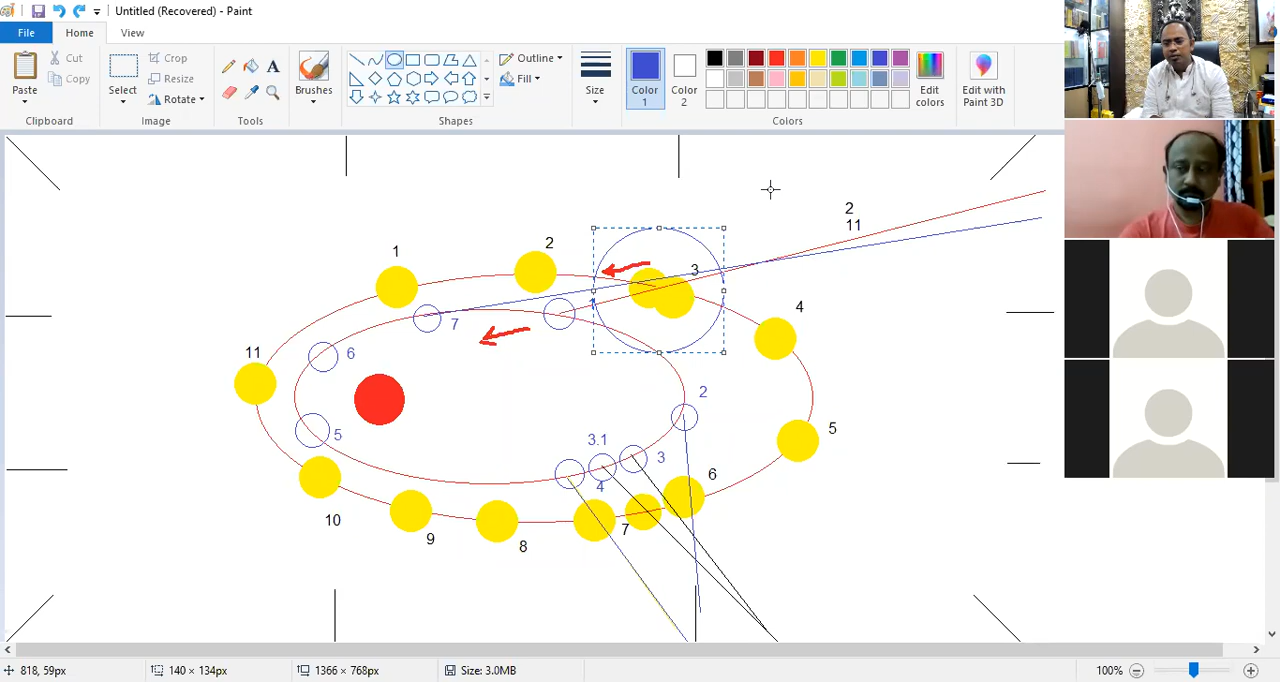 Untitled (Recovered) - Paint
File
Home
View
Paste
Cut
Copy
Clipboard
Select
Crop
Resize
Rotate
Image
A
Tools
Brushes
Outline
Fill
Shapes
Size
Color
1
Color
2
Edit
colors
Edit with
Paint 3D
Colors
2
11
1
2
3
4
1
7
6
11
2
5
5
3.1
3
4
6
10
9
8
7
818, 59px
140 × 134px
1366 × 768px
Size: 3.0MB
100%